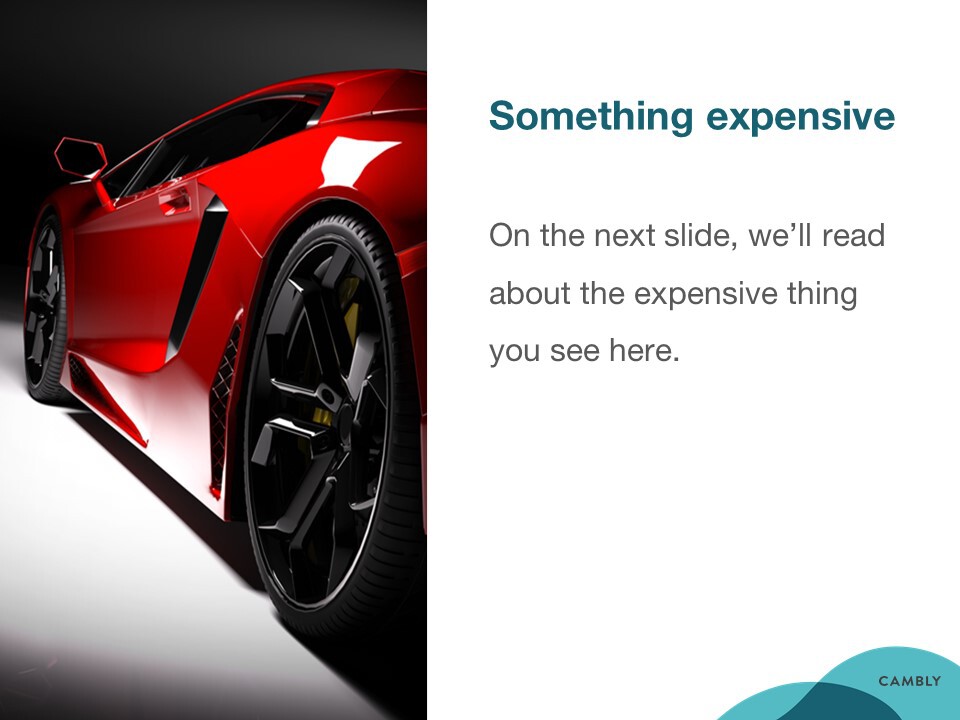 Something expensive
On the next slide, we’ll read
about the expensive thing
you see here.
CAMBLY